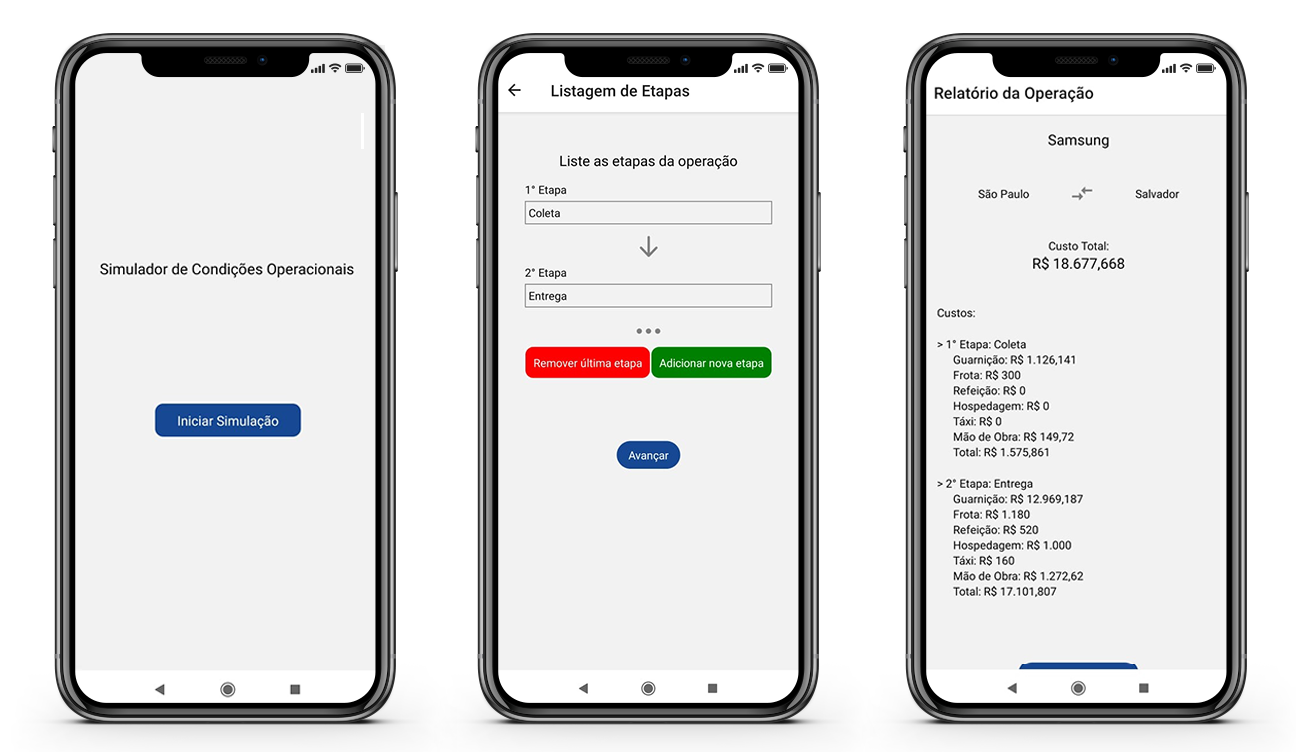 Simulador de Condições Operacionais
Iniciar Simulação
Listagem de Etapas
Liste as etapas da operação
1° Etapa
Coleta
2° Etapa
Entrega
Remover última etapa
Adicionar nova etapa
Avançar
Relatório da Operação
Samsung
São Paulo
Salvador
Custo Total:
R$ 18.677,668
Custos:
> 1° Etapa: Coleta
Guarnição: R$ 1.126,141
Frota: R$ 300
Refeição: R$ 0
Hospedagem: R$ 0
Táxi: R$ 0
Mão de Obra: R$ 149,72
Total: R$ 1.575,861
> 2° Etapa: Entrega
Guarnição: R$ 12.969,187
Frota: R$ 1.180
Refeição: R$ 520
Hospedagem: R$ 1.000
Táxi: R$ 160
Mão de Obra: R$ 1.272,62
Total: R$ 17.101,807